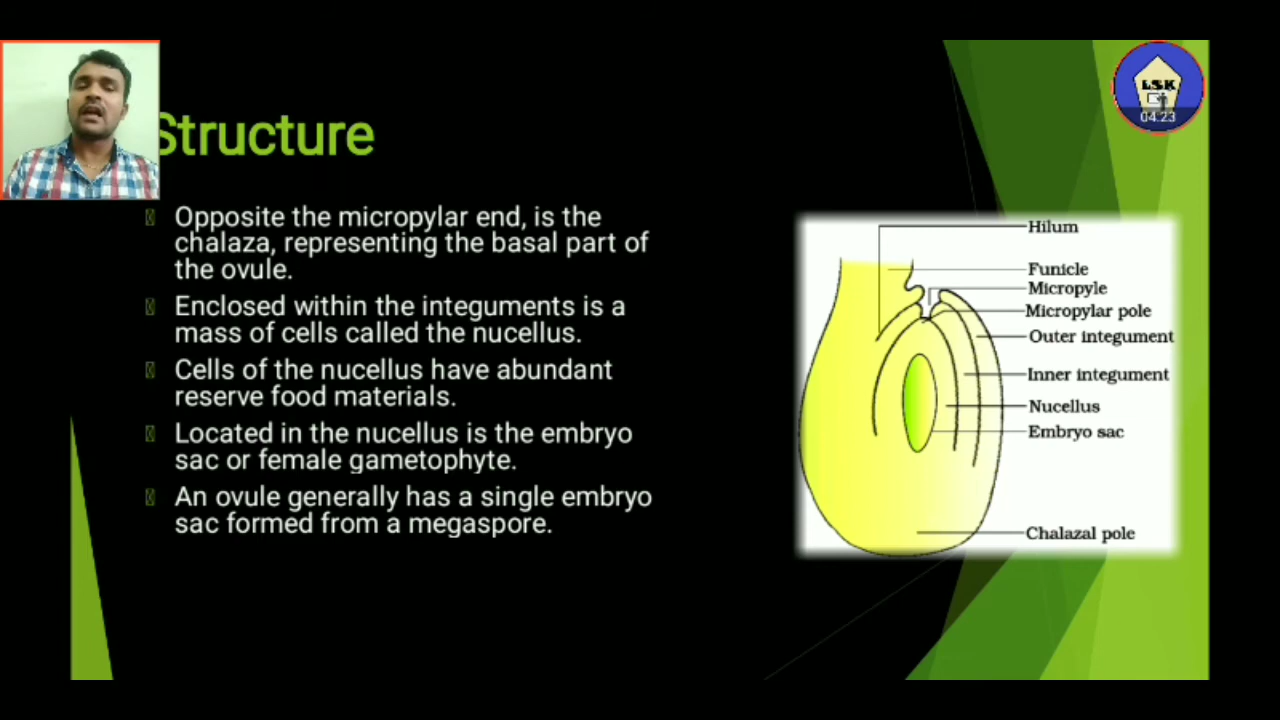 LSK
04:23
Structure
Opposite the micropylar end, is the
chalaza, representing the basal part of
the ovule.
Enclosed within the integuments is a
mass of cells called the nucellus.
Cells of the nucellus have abundant
reserve food materials.
Located in the nucellus is the embryo
sac or female gametophyte.
An ovule generally has a single embryo
sac formed from a megaspore.
Hilum
Funicle
Micropyle
Micropylar pole
Outer integument
Inner integument
Nucellus
Embryo sac
Chalazal pole